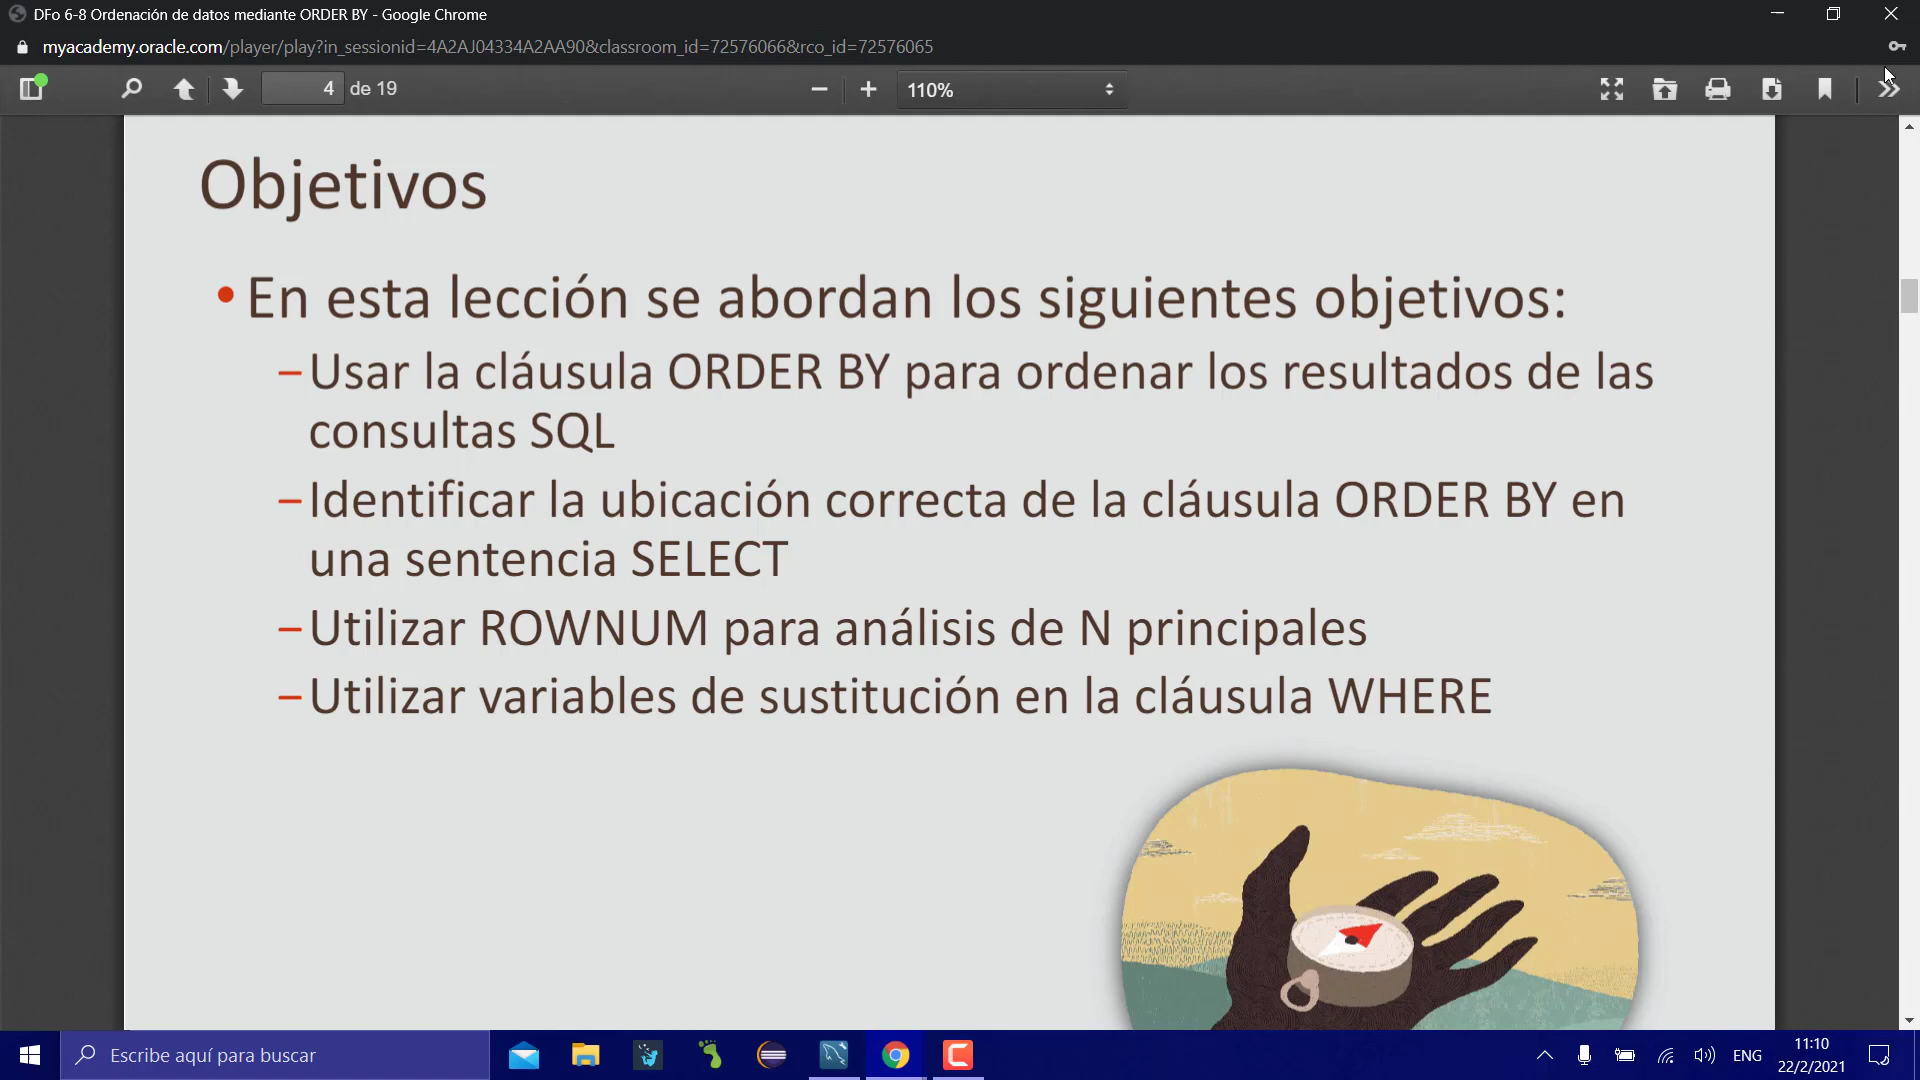 DFo 6-8 Ordenación de datos mediante ORDER BY - Google Chrome
myacademy.oracle.com/player/play?in_sessionid=4A2AJ04334A2AA90&classroom_id=72576066&rco_id=72576065
4 de 19
110%
Objetivos
• En esta lección se abordan los siguientes objetivos:
– Usar la cláusula ORDER BY para ordenar los resultados de las
consultas SQL
– Identificar la ubicación correcta de la cláusula ORDER BY en
una sentencia SELECT
– Utilizar ROWNUM para análisis de N principales
– Utilizar variables de sustitución en la cláusula WHERE
Escribe aquí para buscar
ENG
11:10
22/2/2021